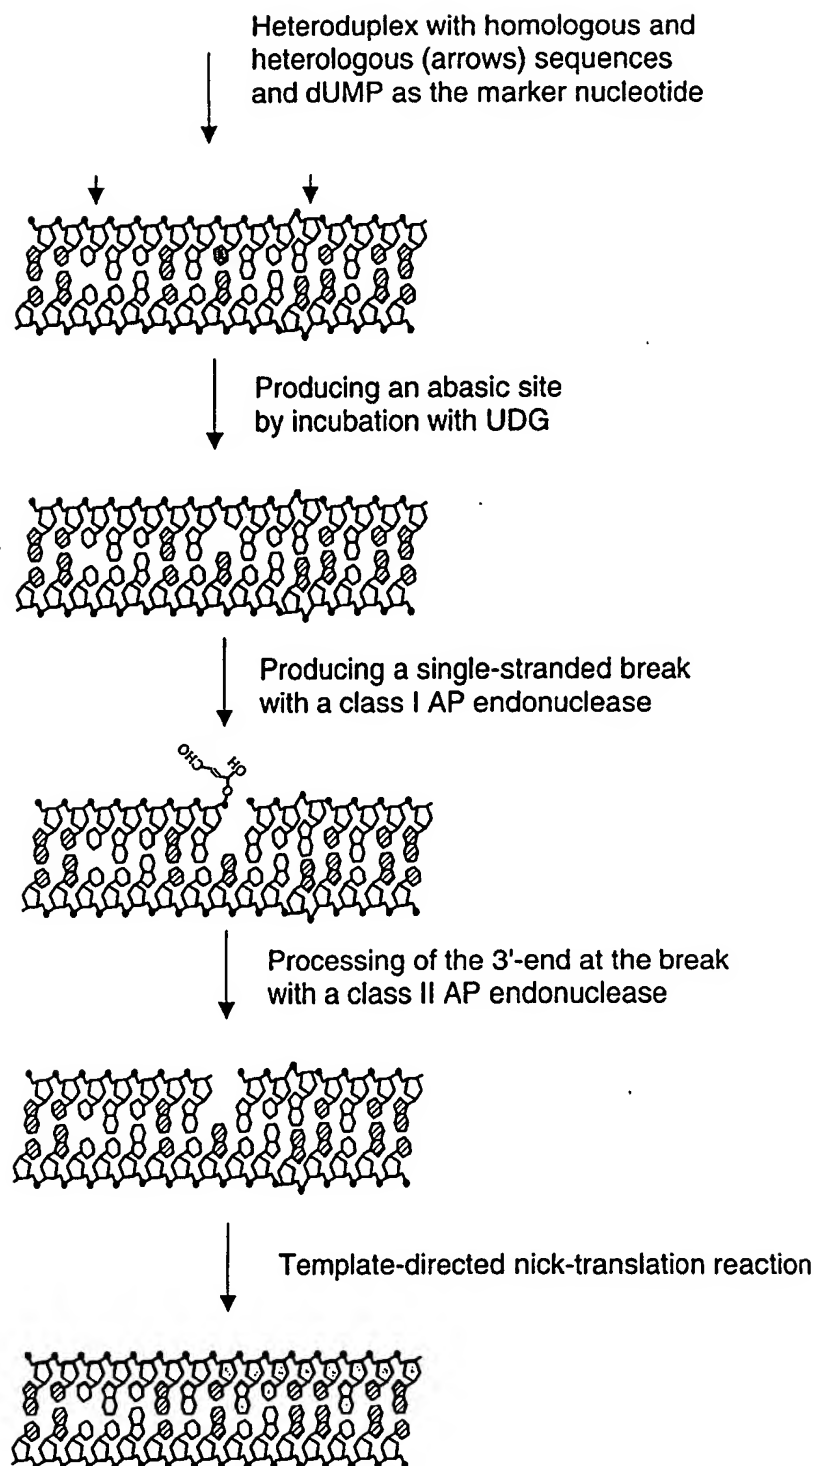 Heteroduplex with homologous and
heterologous (arrows) sequences
and dUMP as the marker nucleotide
Producing an abasic site
by incubation with UDG
Producing a single-stranded break
with a class I AP endonuclease
CHO
OH
Processing of the 3'-end at the break
with a class II AP endonuclease
Template-directed nick-translation reaction